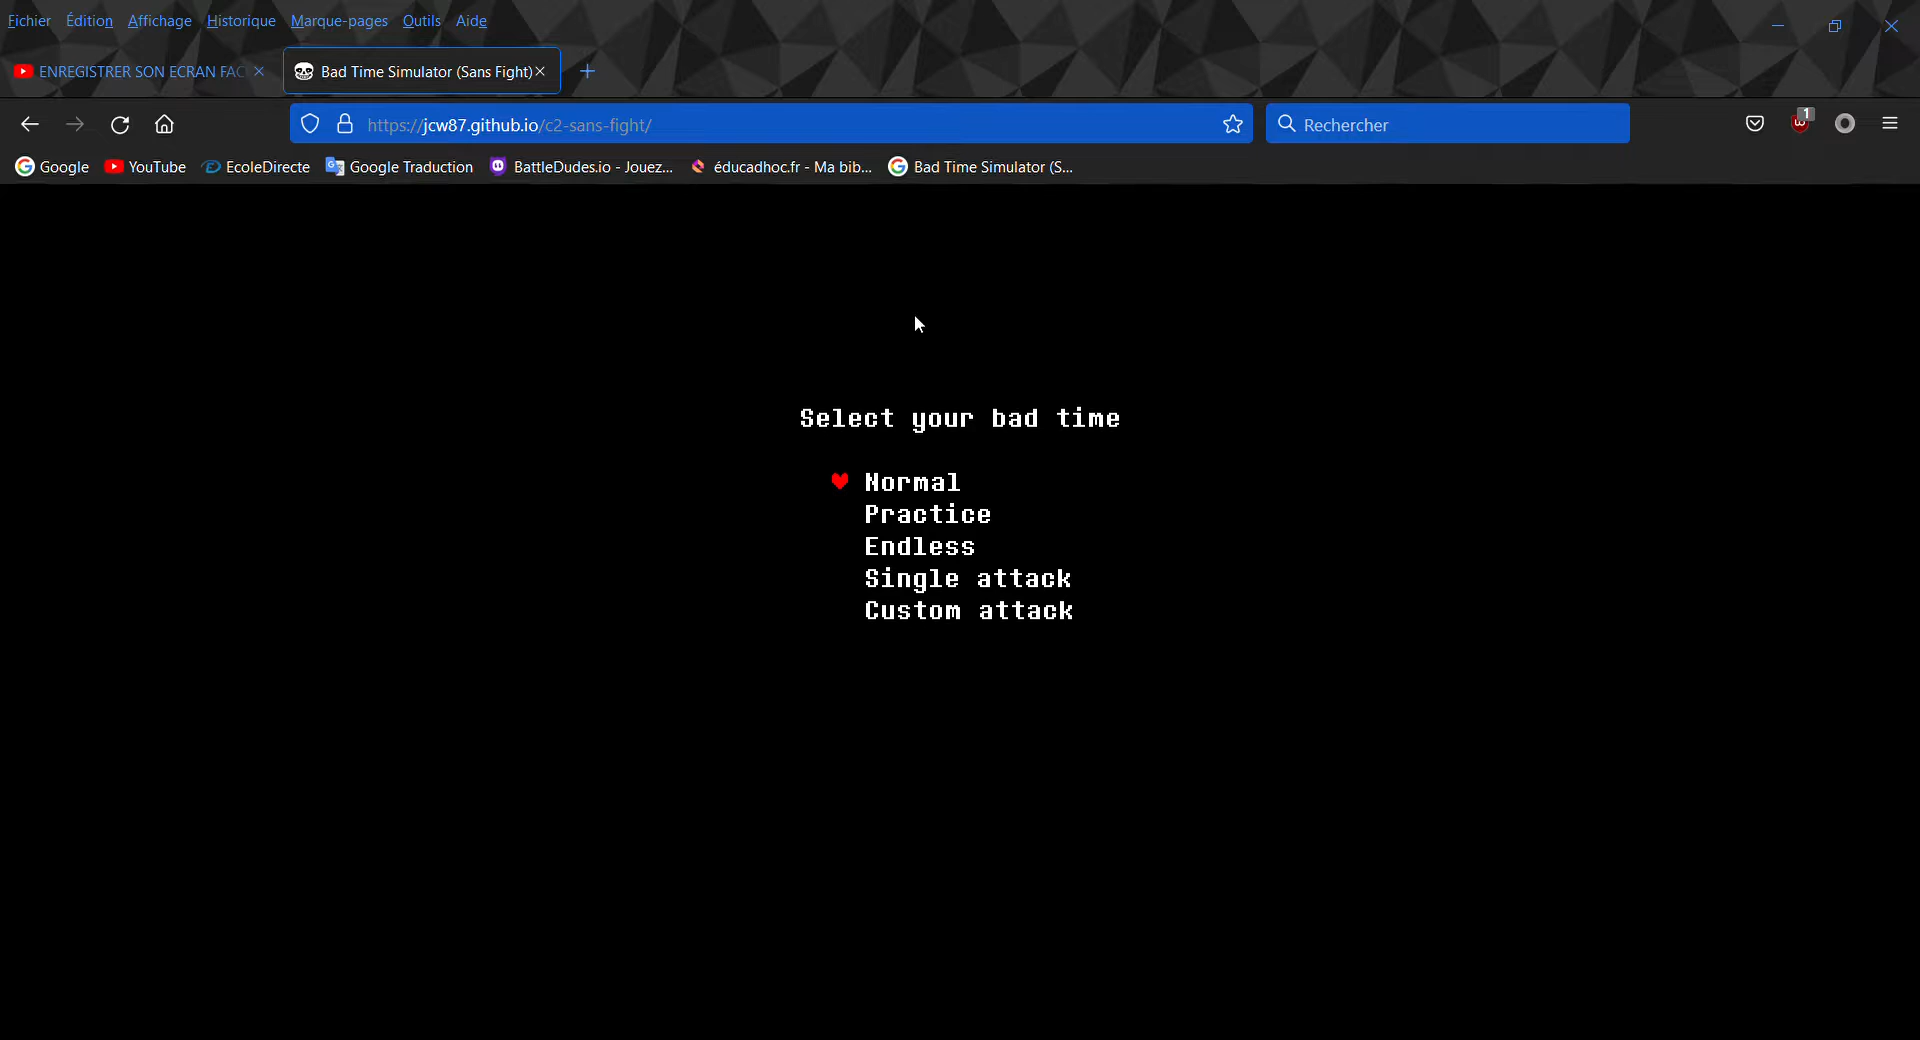 Fichier Édition Affichage Historique Marque-pages Outils Aide
ENREGISTRER SON ECRAN FAC
Bad Time Simulator (Sans Fight)
https://jcw87.github.io/c2-sans-fight/
Rechercher
1
Google YouTube EcoleDirecte Google Traduction BattleDudes.io - Jouez... éducadhoc.fr - Ma bib... Bad Time Simulator (S...
Select your bad time
Normal
Practice
Endless
Single attack
Custom attack